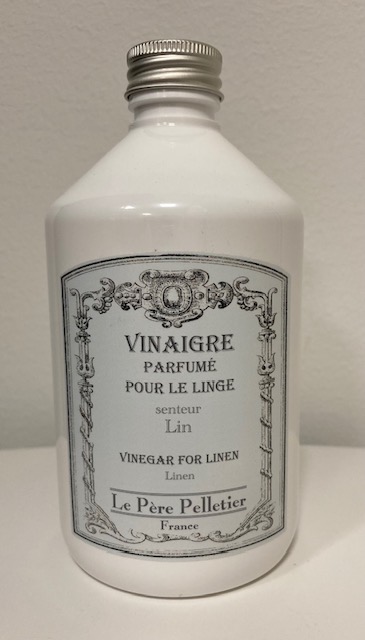 VINAIGRE
PARFUMÉ
POUR LE LINGE
senteur
Lin
VINEGAR FOR LINEN
Linen
Le Père Pelletier
France